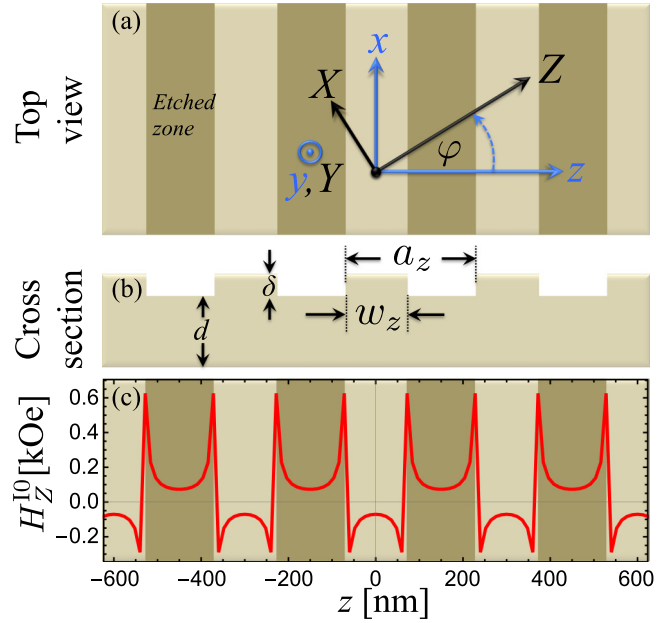 Top view
(a)
Etched
zone
x
X
Z
φ
z
y, Y
Cross section
(b)
δ
d
a_z
w_z
(c)
H_Z^{I0} [kOe]
0.6
0.4
0.2
0.0
−0.2
−600 −400 −200 0 200 400 600
z [nm]